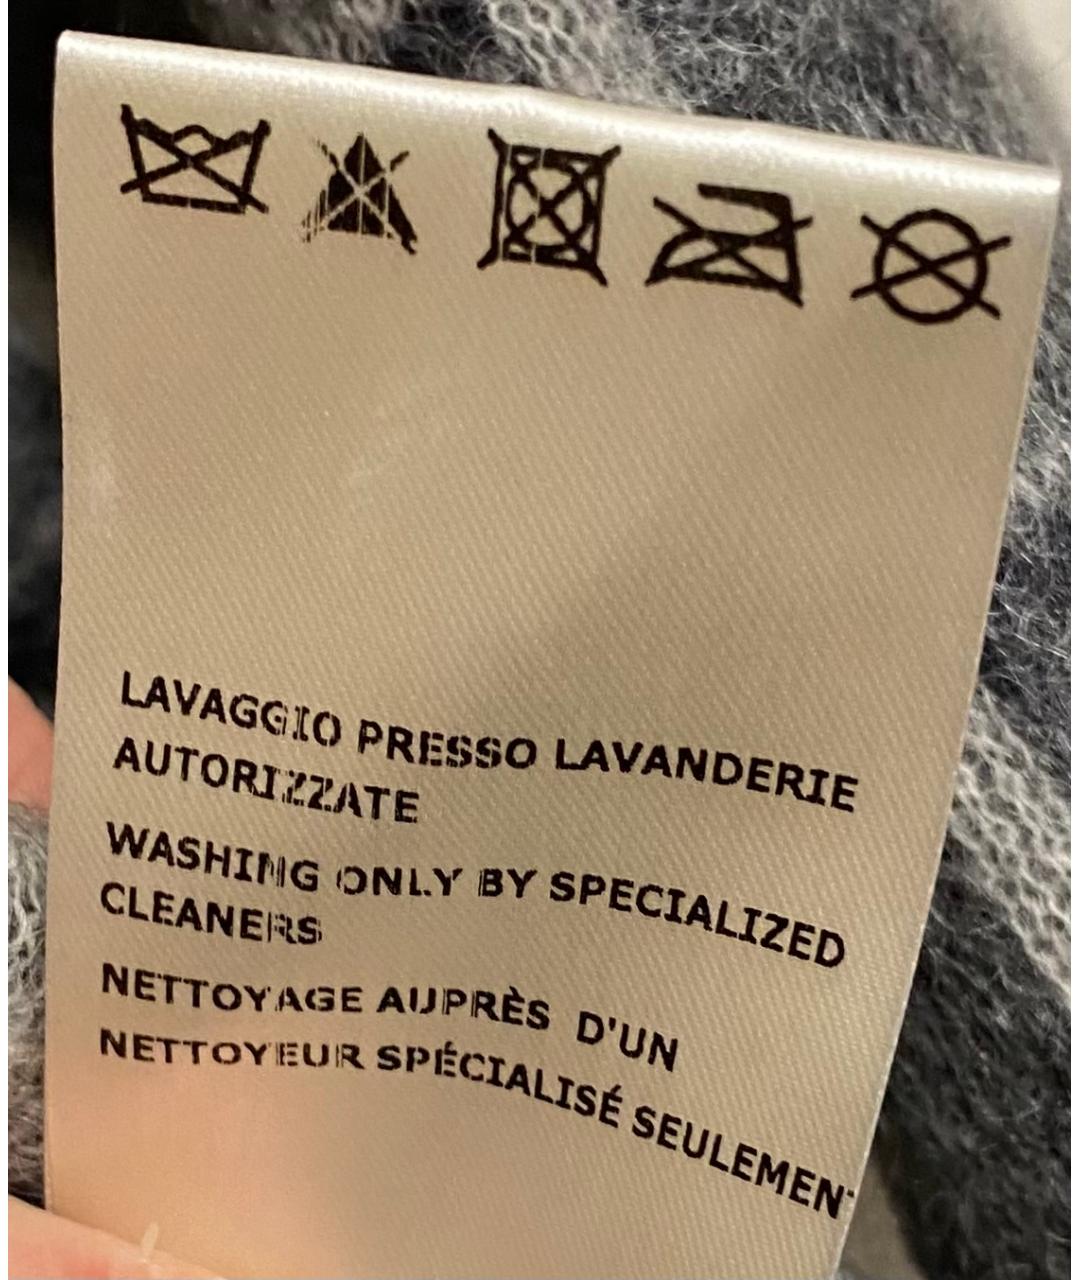 LAVAGGIO PRESSO LAVANDERIE
AUTORIZZATE
WASHING ONLY BY SPECIALIZED
CLEANERS
NETTOYAGE AUPRÈS D'UN
NETTOYEUR SPÉCIALISÉ SEULEMENT